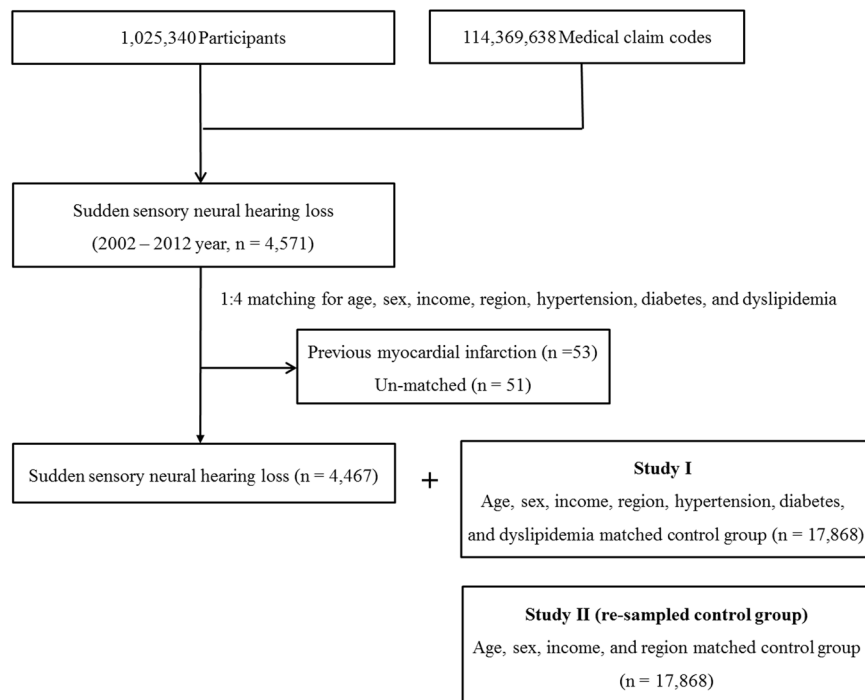 1,025,340 Participants
114,369,638 Medical claim codes
Sudden sensory neural hearing loss
(2002 – 2012 year, n = 4,571)
1:4 matching for age, sex, income, region, hypertension, diabetes, and dyslipidemia
Previous myocardial infarction (n =53)
Un-matched (n = 51)
Sudden sensory neural hearing loss (n = 4,467)
+
Study I
Age, sex, income, region, hypertension, diabetes,
and dyslipidemia matched control group (n = 17,868)
Study II (re-sampled control group)
Age, sex, income, and region matched control group
(n = 17,868)